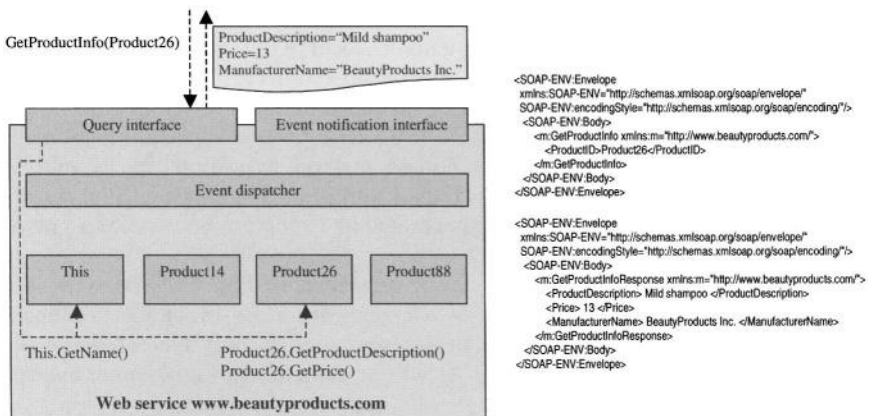 GetProductInfo(Product26)
ProductDescription="Mild shampoo"
Price=13
ManufacturerName="BeautyProducts Inc."
Query interface
Event notification interface
Event dispatcher
This
Product14
Product26
Product88
This.GetName()
Product26.GetProductDescription()
Product26.GetPrice()
Web service www.beautyproducts.com
<SOAP-ENV:Envelope
xmlns:SOAP-ENV="http://schemas.xmlsoap.org/soap/envelope/"
SOAP-ENV:encodingStyle="http://schemas.xmlsoap.org/soap/encoding/"/>
<SOAP-ENV:Body>
<m:GetProductInfo xmlns:m="http://www.beautyproducts.com/">
<ProductID>Product26</ProductID>
</m:GetProductInfo>
</SOAP-ENV:Body>
</SOAP-ENV:Envelope>
<SOAP-ENV:Envelope
xmlns:SOAP-ENV="http://schemas.xmlsoap.org/soap/envelope/"
SOAP-ENV:encodingStyle="http://schemas.xmlsoap.org/soap/encoding/"/>
<SOAP-ENV:Body>
<m:GetProductInfoResponse xmlns:m="http://www.beautyproducts.com/">
<ProductDescription> Mild shampoo </ProductDescription>
<Price> 13 </Price>
<ManufacturerName> BeautyProducts Inc. </ManufacturerName>
</m:GetProductInfoResponse>
</SOAP-ENV:Body>
</SOAP-ENV:Envelope>